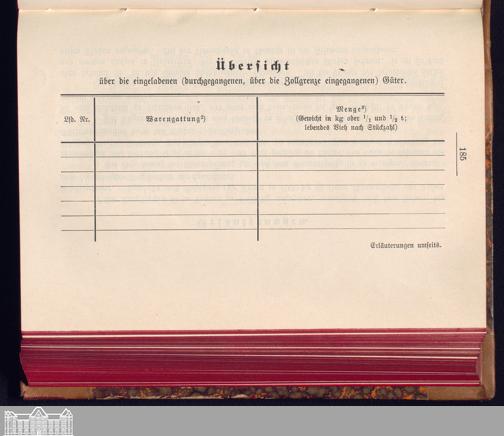 Übersicht
über die eingeladenen (durchgegangenen, über die Zollgrenze eingegangenen) Güter.
Lfd. Nr.
Warengattung²)
Menge³)
(Gewicht in kg oder ¹/₁ und ¹/₂ t;
lebendes Vieh nach Stückzahl)
Erläuterungen umseits.
185